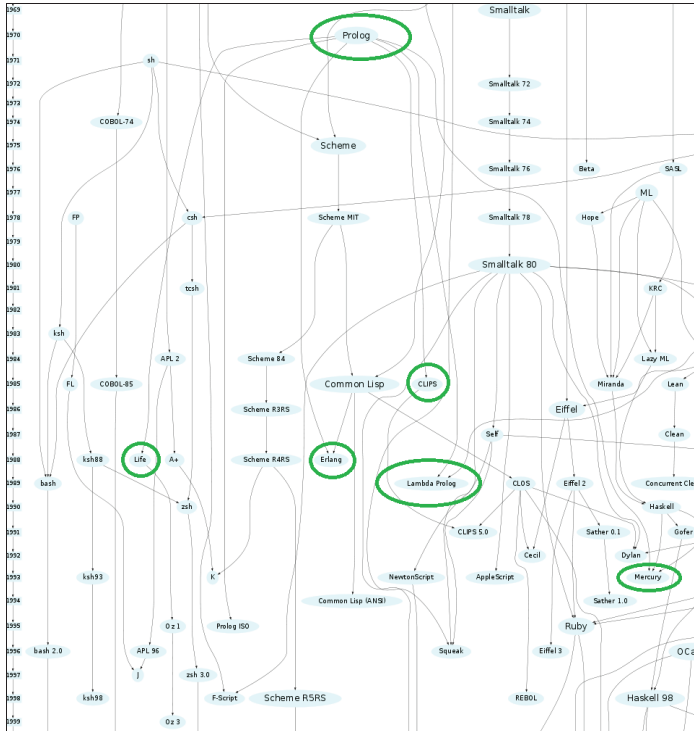 1969
Smalltalk
1970
Prolog
1971
sh
1972
Smalltalk 72
1973
1974
COBOL-74
Smalltalk 74
1975
Scheme
1976
Smalltalk 76
Beta
SASL
1977
ML
1978
FP
csh
Scheme MIT
Smalltalk 78
Hope
1979
1980
Smalltalk 80
1981
tcsh
KRC
1982
1983
ksh
1984
APL 2
Scheme 84
Lazy ML
1985
FL
COBOL-85
Common Lisp
CLIPS
Miranda
Lean
1986
Scheme R3RS
Eiffel
1987
Self
Clean
1988
ksh88
Life
A+
Scheme R4RS
Erlang
1989
bash
Lambda Prolog
CLOS
Eiffel 2
Concurrent Cle
1990
zsh
Haskell
1991
CLIPS 5.0
Sather 0.1
Gofer
1992
Cecil
Dylan
1993
ksh93
K
NewtonScript
AppleScript
Mercury
1994
Common Lisp (ANSI)
Sather 1.0
1995
Oz 1
Prolog ISO
Ruby
1996
bash 2.0
APL 96
Squeak
Eiffel 3
OCa
1997
J
zsh 3.0
1998
ksh98
F-Script
Scheme R5RS
REBOL
Haskell 98
1999
Oz 3